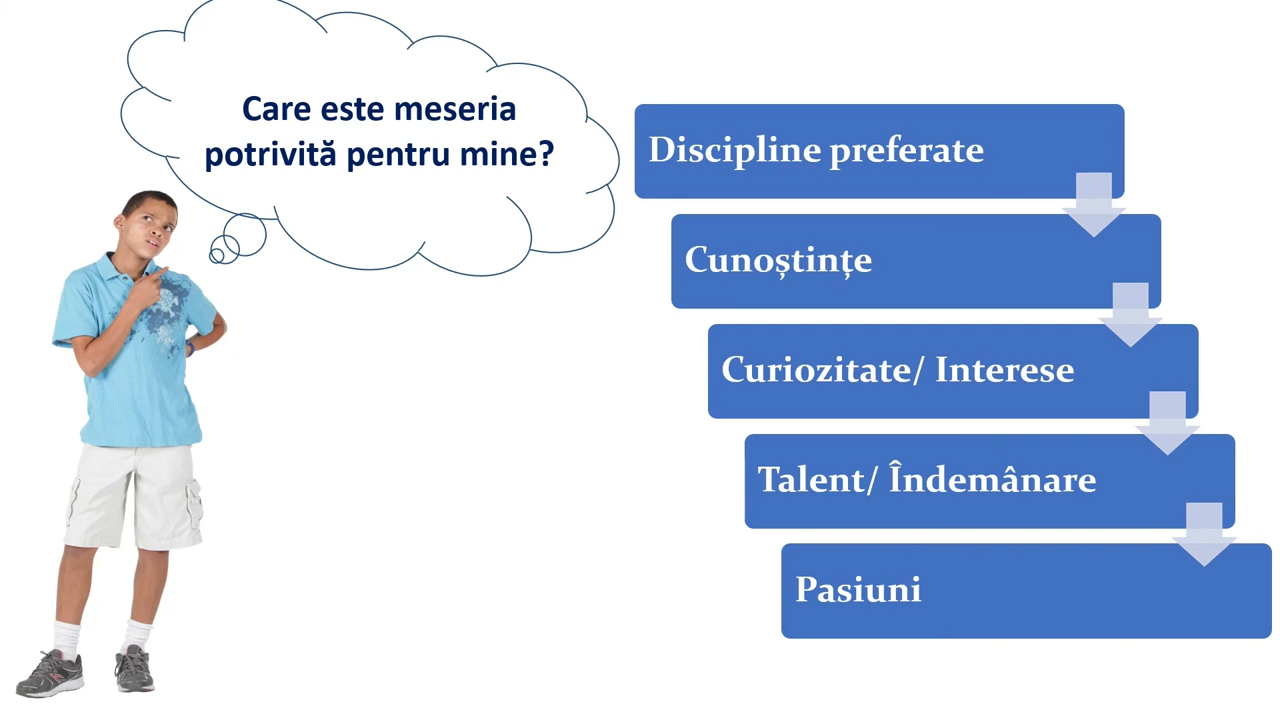 Care este meseria
potrivită pentru mine?
Discipline preferate
Cunoștințe
Curiozitate/ Interese
Talent/ Îndemânare
Pasiuni